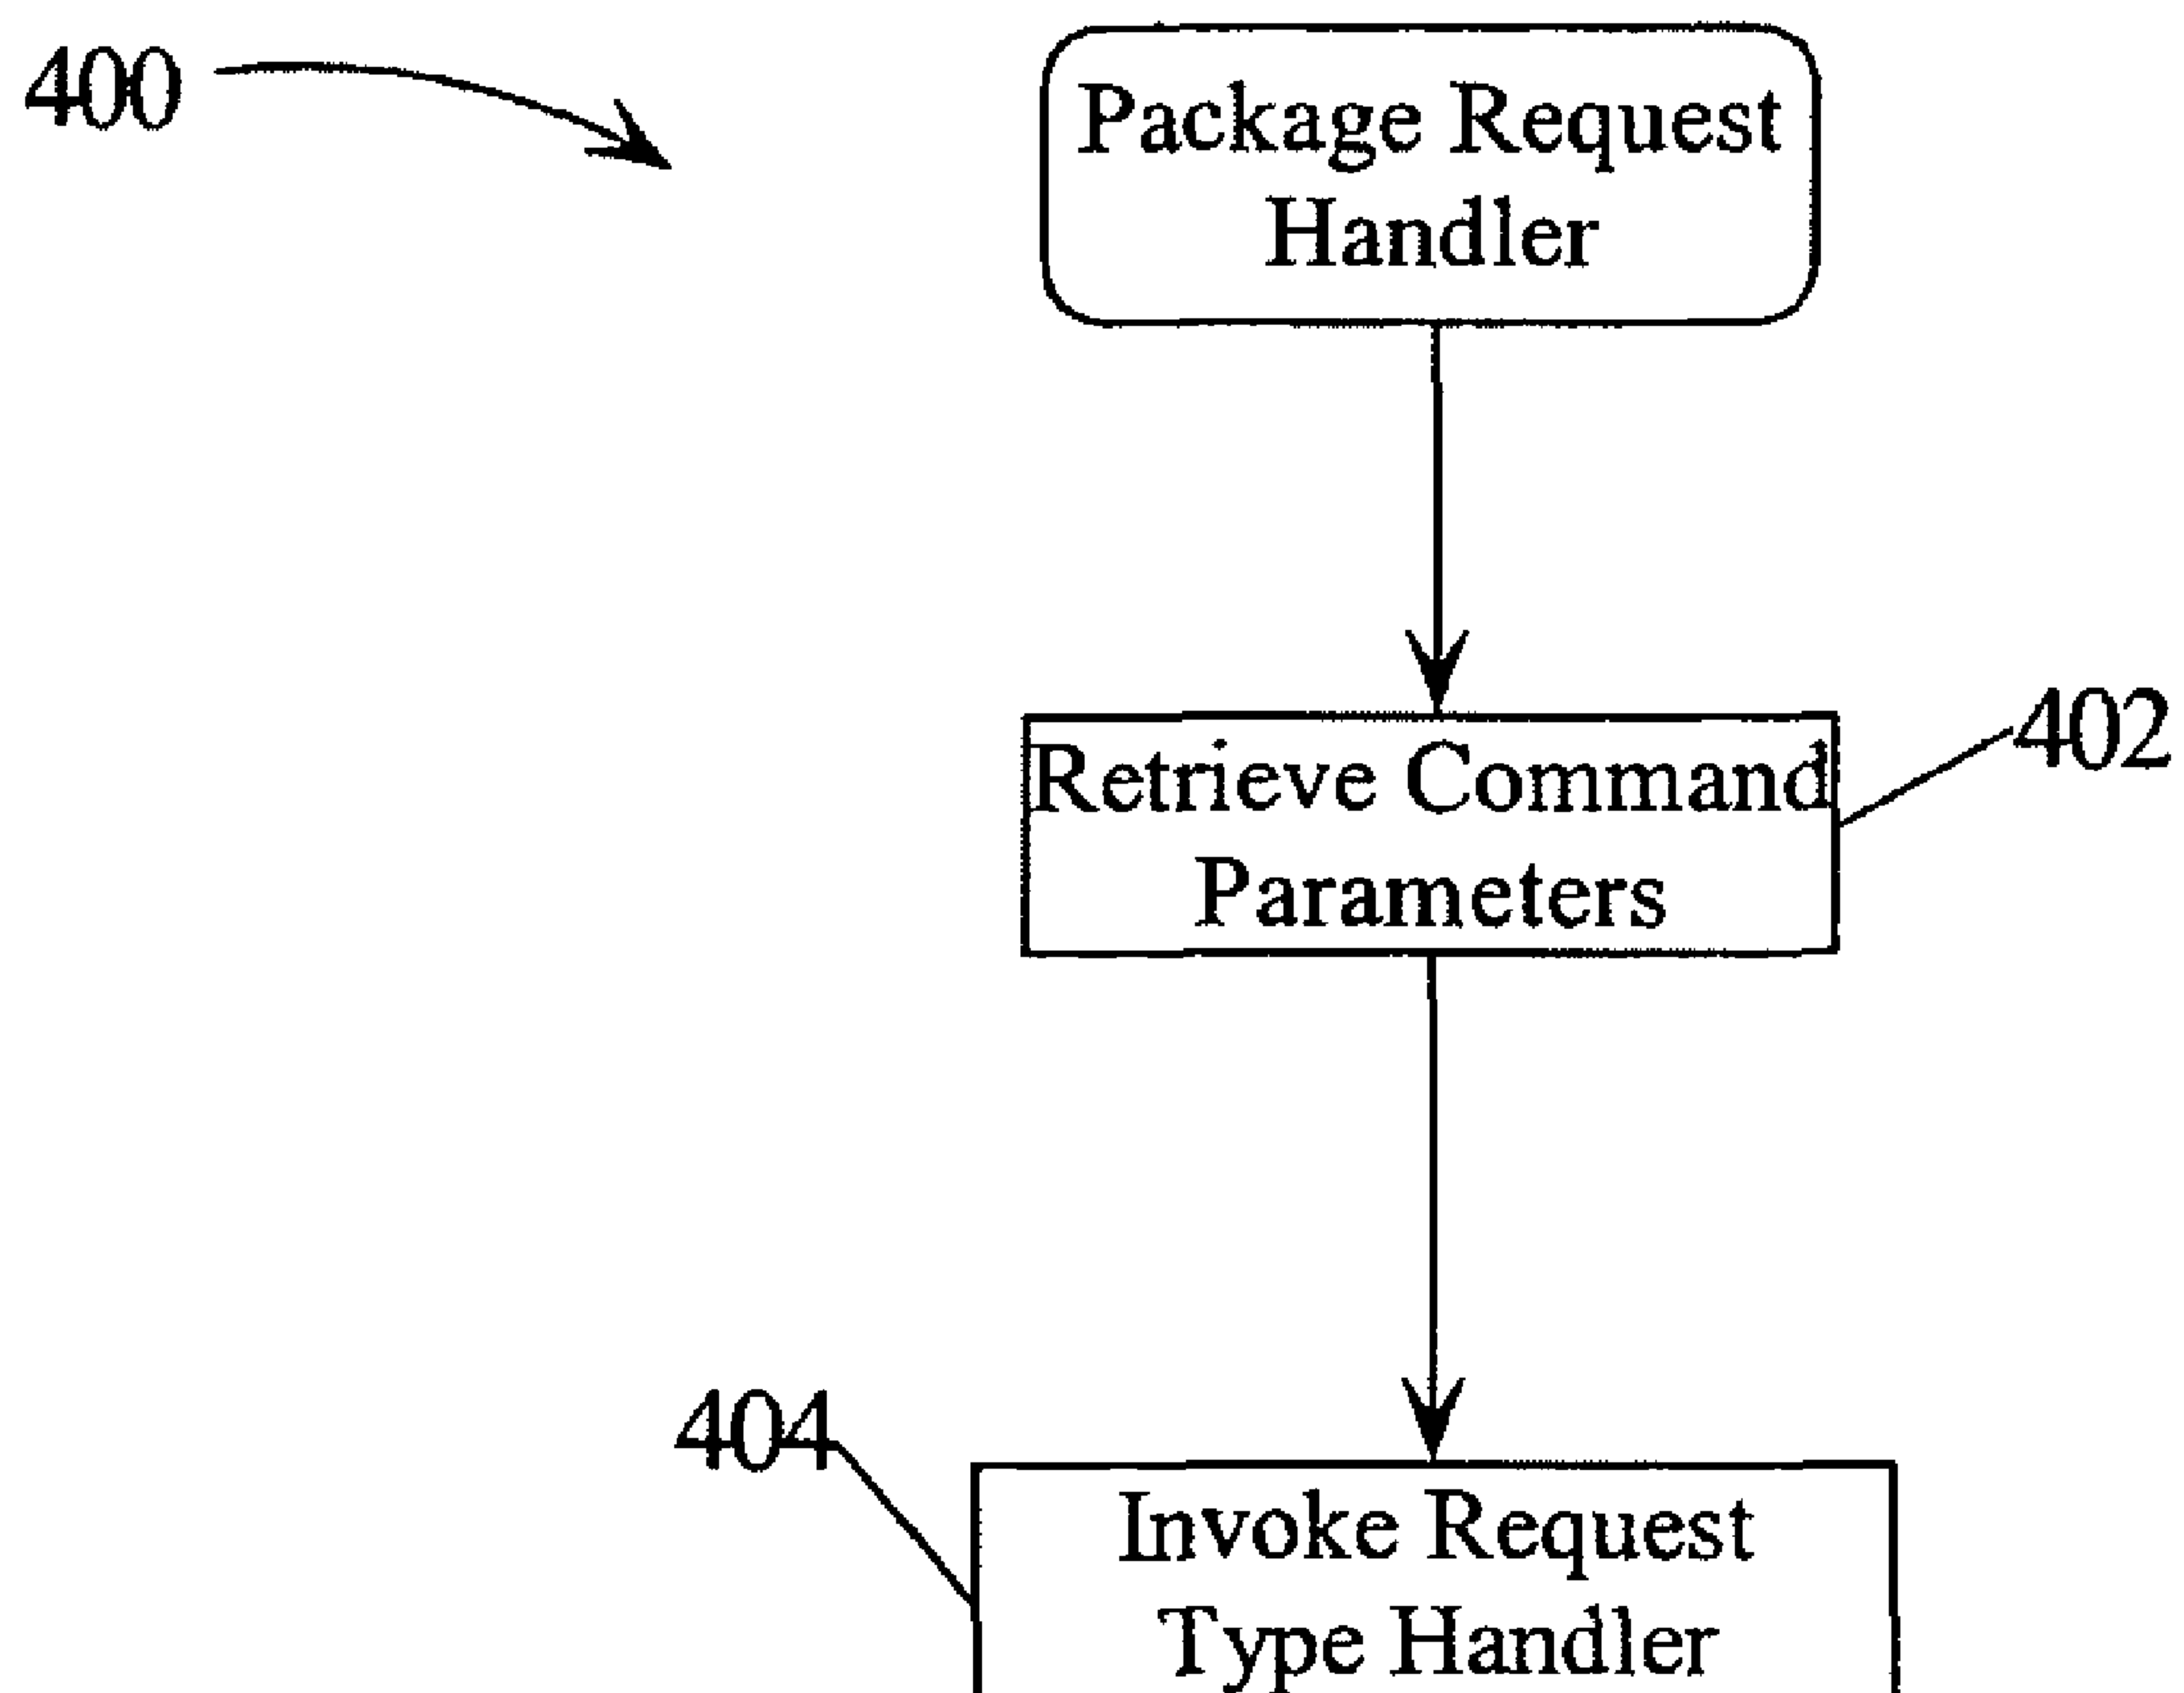 400
Package Request
Handler
Retrieve Command
402
Parameters
404
Invoke Request
Type Handler